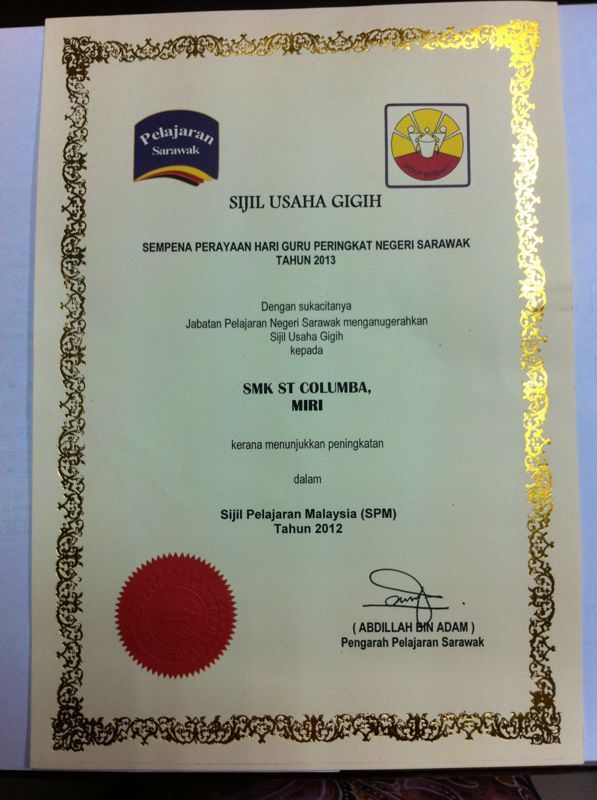 Pelajaran
Sarawak
SIJIL USAHA GIGIH
SEMPENA PERAYAAN HARI GURU PERINGKAT NEGERI SARAWAK
TAHUN 2013
Dengan sukacitanya
Jabatan Pelajaran Negeri Sarawak menganugerahkan
Sijil Usaha Gigih
kepada
SMK ST COLUMBA,
MIRI
kerana menunjukkan peningkatan
dalam
Sijil Pelajaran Malaysia (SPM)
Tahun 2012
( ABDILLAH BIN ADAM )
Pengarah Pelajaran Sarawak